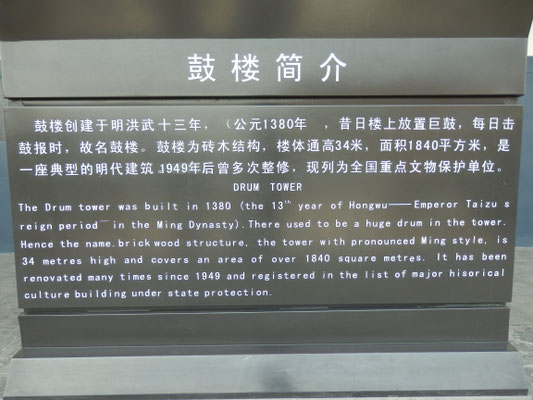 鼓楼简介
鼓楼创建于明洪武十三年，（公元1380年 ，昔日楼上放置巨鼓，每日击
鼓报时，故名鼓楼。鼓楼为砖木结构，楼体通高34米，面积1840平方米，是
一座典型的明代建筑 1949年后曾多次整修，现列为全国重点文物保护单位。
DRUM TOWER
The Drum tower was built in 1380 (the 13th year of Hongwu——Emperor Taizu s
reign period—in the Ming Dynasty).There used to be a huge drum in the tower.
Hence the name.brick wood structure, the tower with pronounced Ming style, is
34 metres high and covers an area of over 1840 square metres. It has been
renovated many times since 1949 and registered in the list of major hisorical
culture building under state protection.